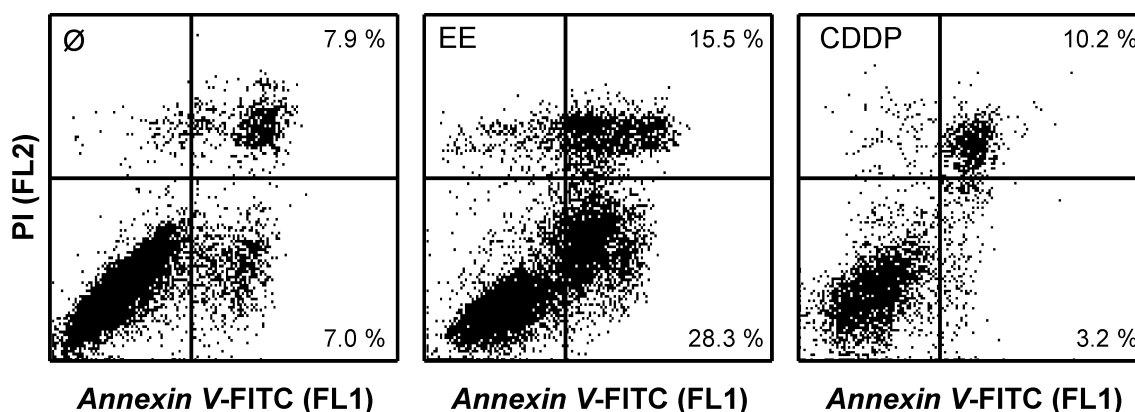 Ø 7.9 %
EE 15.5 %
CDDP 10.2 %
PI (FL2)
7.0 %
28.3 %
3.2 %
Annexin V-FITC (FL1)
Annexin V-FITC (FL1)
Annexin V-FITC (FL1)